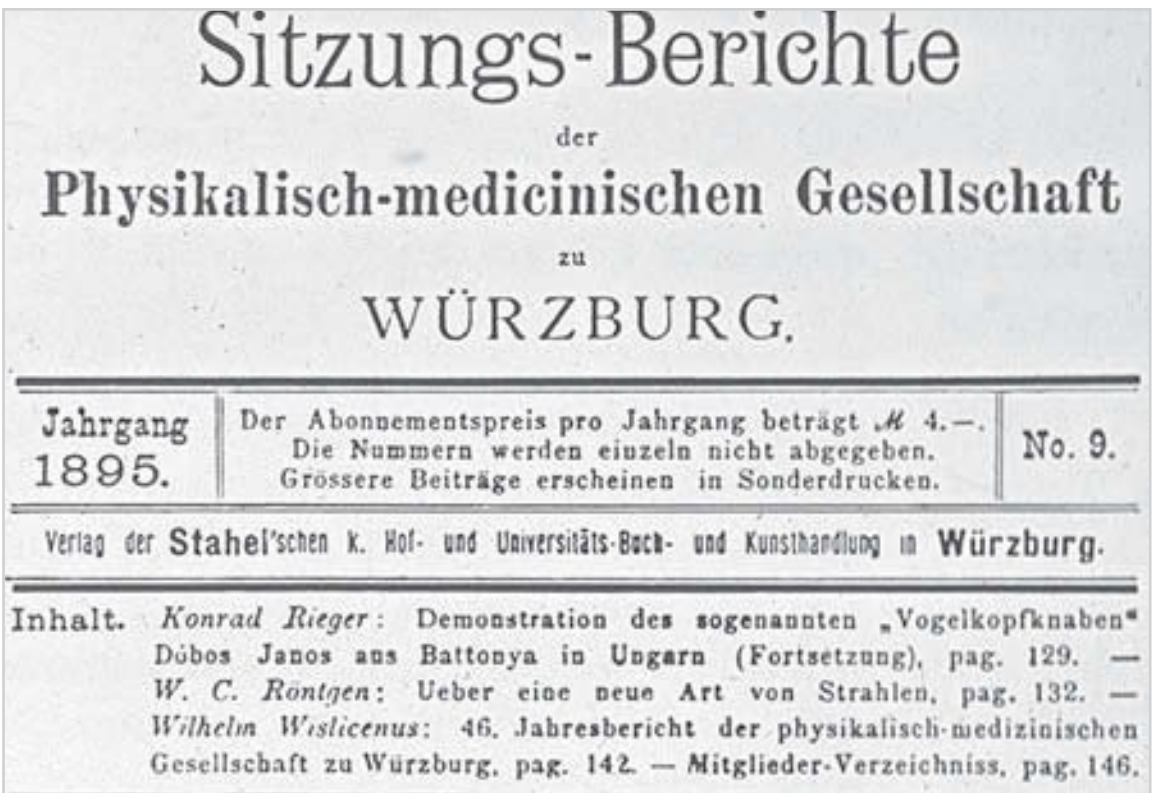 Sitzungs-Berichte
der
Physikalisch-medicinischen Gesellschaft
zu
WÜRZBURG.
Jahrgang
1895.
Der Abonnementspreis pro Jahrgang beträgt ℳ 4.—.
Die Nummern werden einzeln nicht abgegeben.
Grössere Beiträge erscheinen in Sonderdrucken.
No. 9.
Verlag der Stahel'schen k. Hof- und Universitäts-Buch- und Kunsthandlung in Würzburg.
Inhalt. Konrad Rieger: Demonstration des sogenannten „Vogelkopfknaben“
Döbos Janos aus Battonya in Ungarn (Fortsetzung), pag. 129. —
W. C. Röntgen: Ueber eine neue Art von Strahlen, pag. 132. —
Wilhelm Wislicenus: 46. Jahresbericht der physikalisch-medizinischen
Gesellschaft zu Würzburg, pag. 142. — Mitglieder-Verzeichniss, pag. 146.